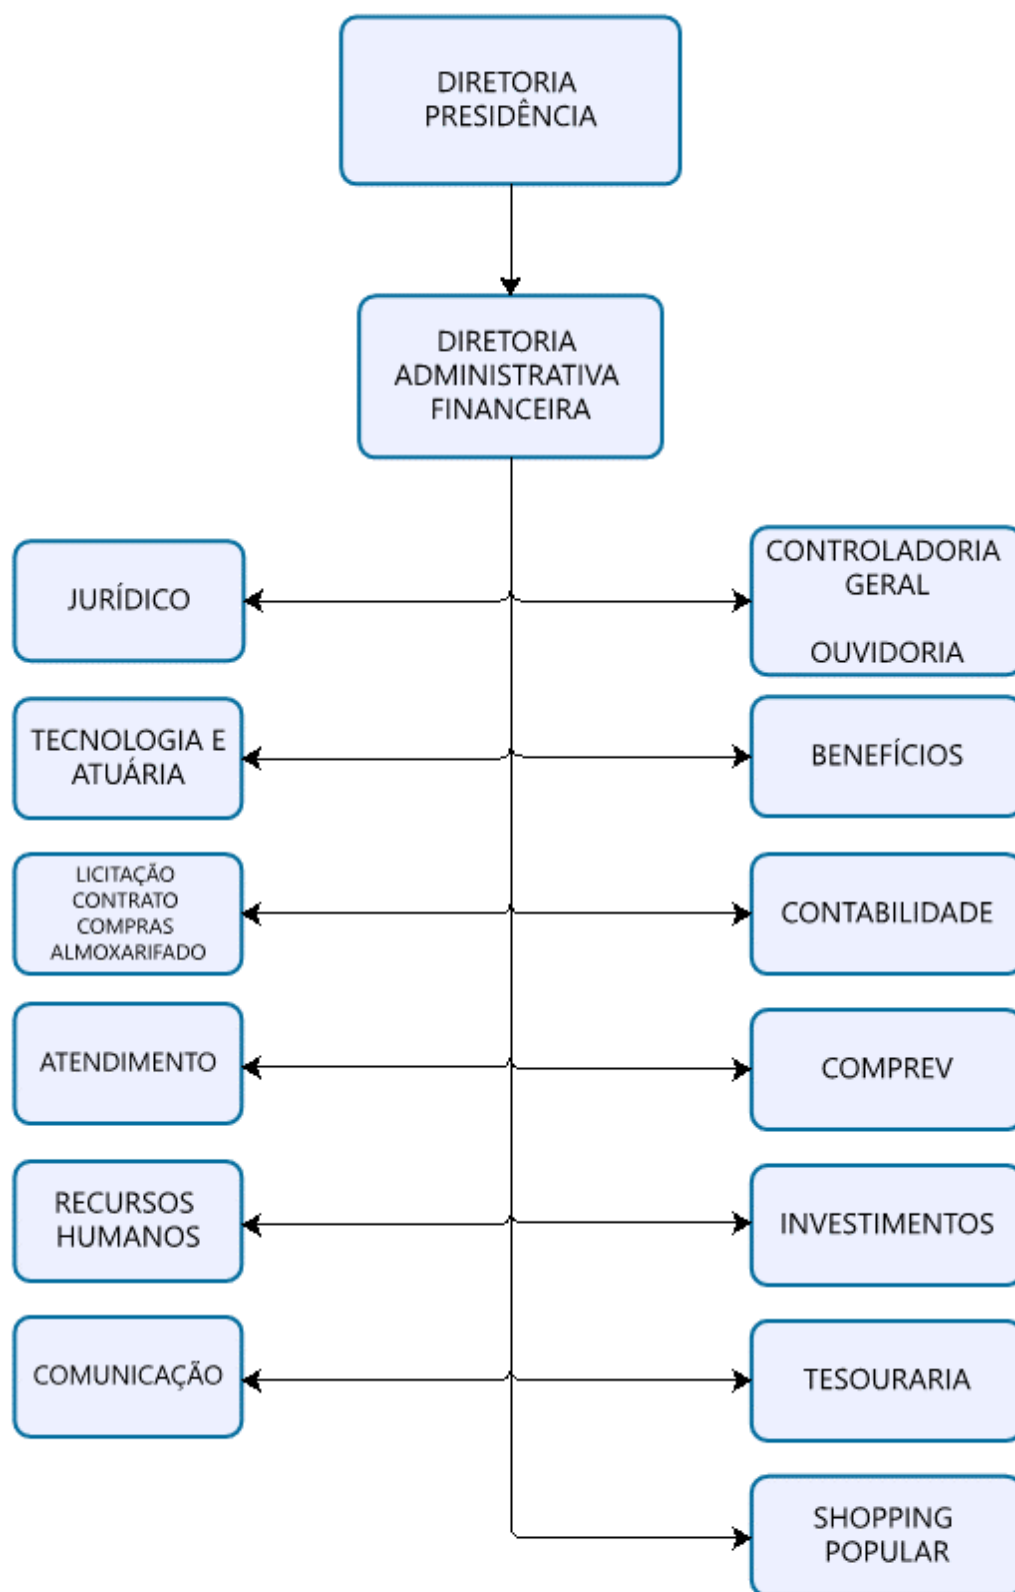 DIRETORIA
PRESIDÊNCIA
DIRETORIA
ADMINISTRATIVA
FINANCEIRA
JURÍDICO
CONTROLADORIA
GERAL
OUVIDORIA
TECNOLOGIA E
ATUÁRIA
BENEFÍCIOS
LICITAÇÃO
CONTRATO
COMPRAS
ALMOXARIFADO
CONTABILIDADE
ATENDIMENTO
COMPREV
RECURSOS
HUMANOS
INVESTIMENTOS
COMUNICAÇÃO
TESOURARIA
SHOPPING
POPULAR